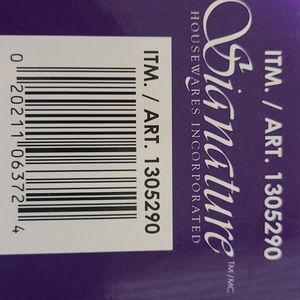 ITM. / ART. 1305290
Signature
TM/MC
HOUSEWARES INCORPORATED
ITM. / ART. 1305290
0 20211 06372 4